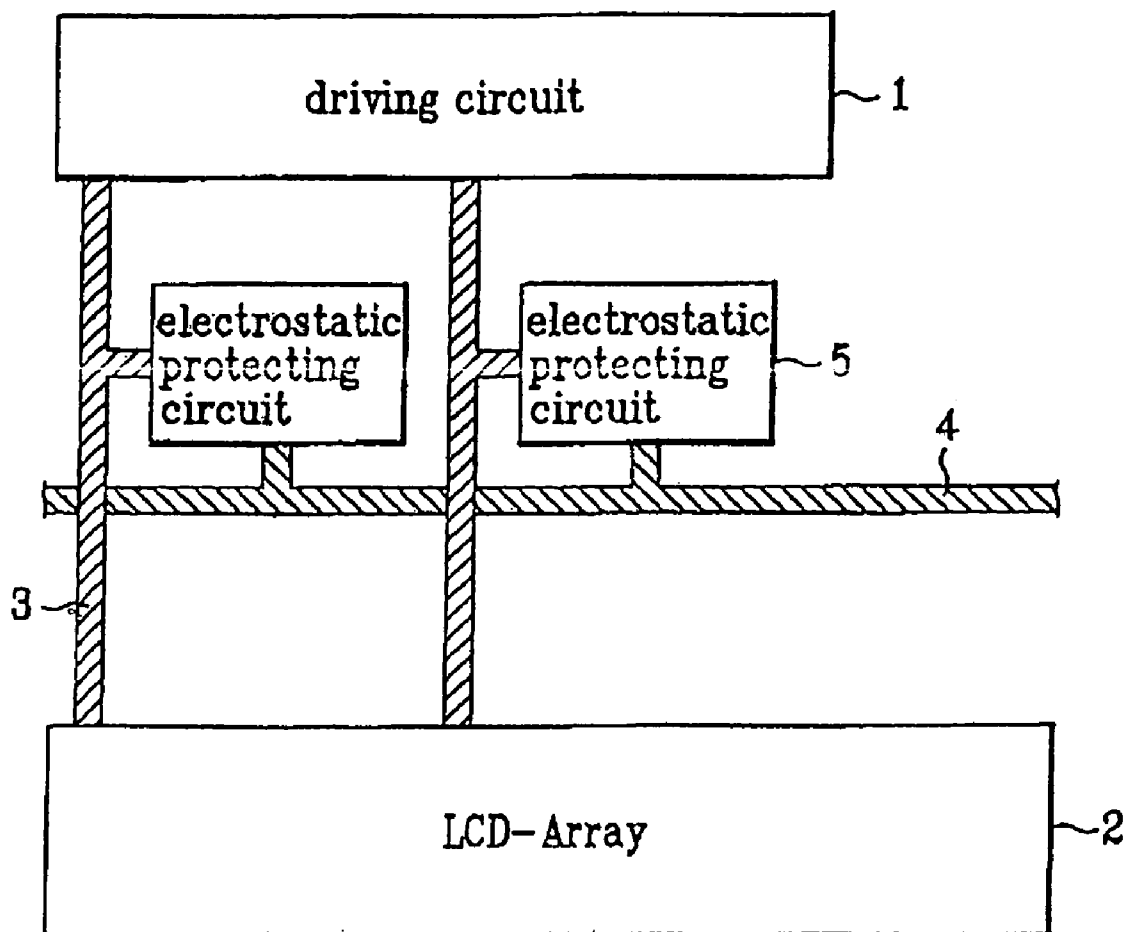 driving circuit
1
electrostatic
protecting
circuit
electrostatic
protecting
circuit
5
4
3
LCD-Array
2